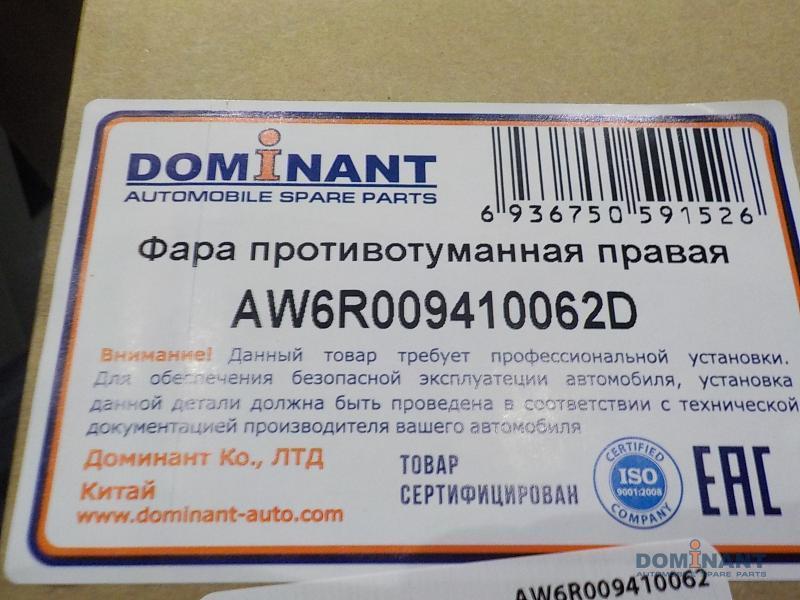 DOMiNANT
AUTOMOBILE SPARE PARTS
6 936750 591526
Фара противотуманная правая
AW6R009410062D
Внимание! Данный товар требует профессиональной установки.
Для обеспечения безопасной эксплуатеции автомобиля, установка
данной детали должна быть проведена в соответствии с технической
документацией производителя вашего автомобиля
Доминант Ко., ЛТД
Китай
www.dominant-auto.com
ТОВАР
СЕРТИФИЦИРОВАН
CERTIFIED
ISO
9001:2008
COMPANY
EAC
DOMiNANT
AUTOMOBILE SPARE PARTS
AW6R009410062